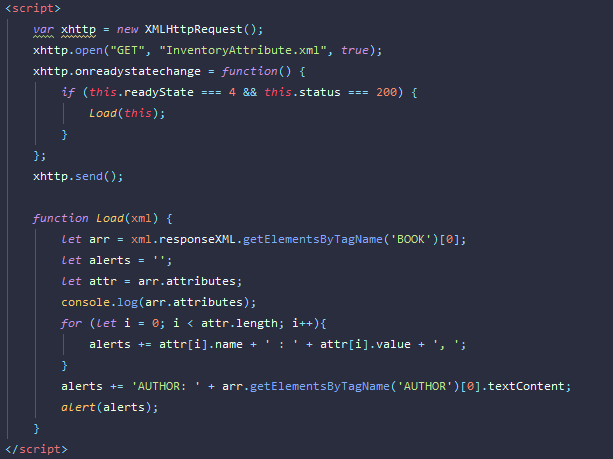 <script>
var xhttp = new XMLHttpRequest();
xhttp.open("GET", "InventoryAttribute.xml", true);
xhttp.onreadystatechange = function() {
if (this.readyState === 4 && this.status === 200) {
Load(this);
}
};
xhttp.send();
function Load(xml) {
let arr = xml.responseXML.getElementsByTagName('BOOK')[0];
let alerts = '';
let attr = arr.attributes;
console.log(arr.attributes);
for (let i = 0; i < attr.length; i++){
alerts += attr[i].name + ' : ' + attr[i].value + ', ';
}
alerts += 'AUTHOR: ' + arr.getElementsByTagName('AUTHOR')[0].textContent;
alert(alerts);
}
</script>